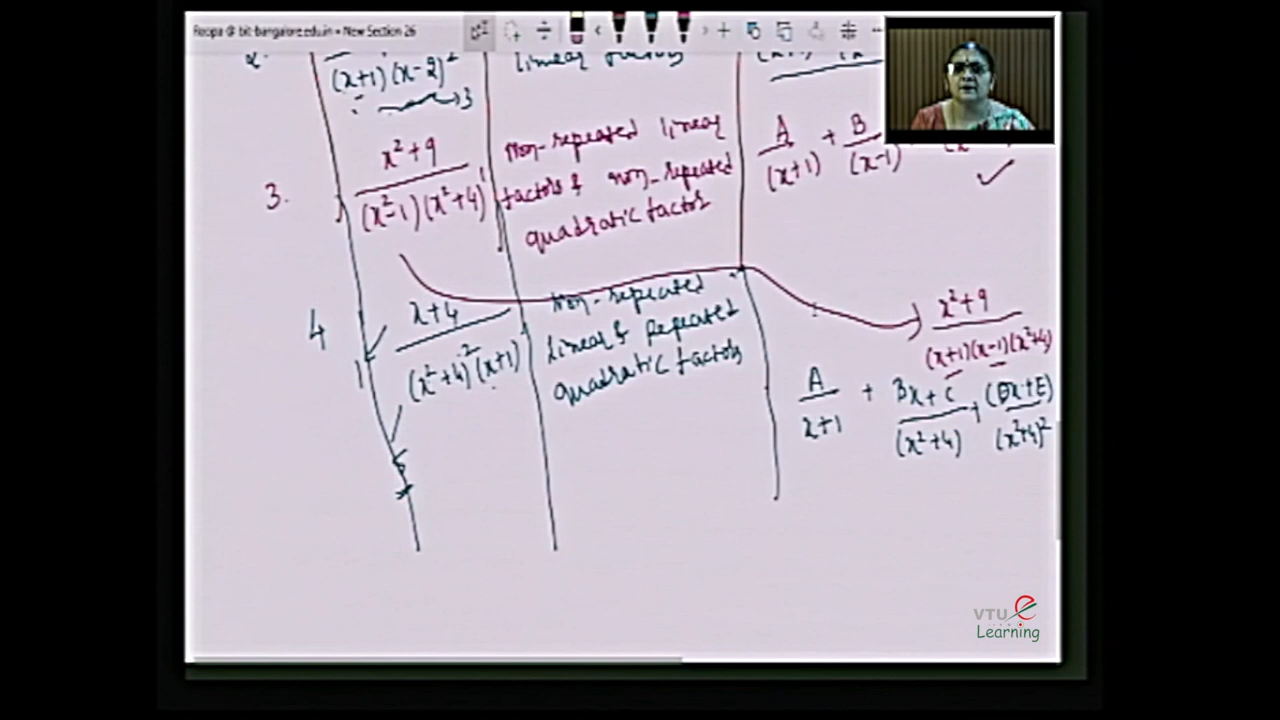 Roopa @ bit-bangalore.edu.in » New Section 26
2.
(x+1)(x-2)²
3
linear factors
3.
x²+9
(x²-1)(x²+4)
Non-repeated linear
factors & non-repeated
quadratic factor
A/(x+1) + B/(x-1)
x²+9
(x+1)(x-1)(x²+4)
4
x+4
(x²+4)²(x+1)
Non-repeated
linear & repeated
quadratic factors
A/x+1 + Bx+C/(x²+4) + (Dx+E)/(x²+4)²
VTU e
Learning